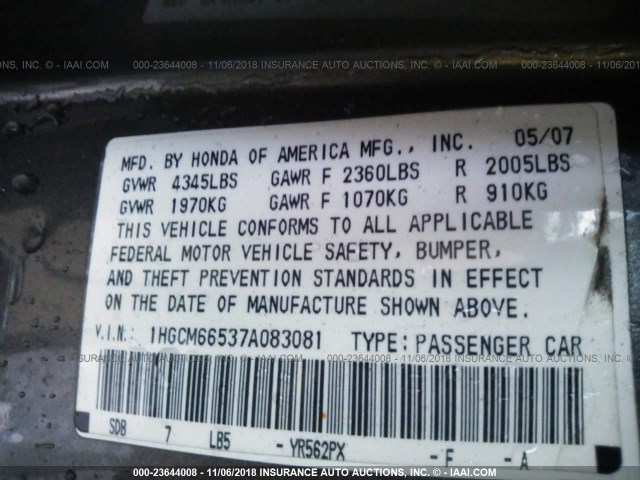 000-23644008 - 11/06/2018 INSURANCE AUTO AUCTIONS, INC. © - IAAI.COM
MFD. BY HONDA OF AMERICA MFG., INC. 05/07
GVWR 4345LBS GAWR F 2360LBS R 2005LBS
GVWR 1970KG GAWR F 1070KG R 910KG
THIS VEHICLE CONFORMS TO ALL APPLICABLE
FEDERAL MOTOR VEHICLE SAFETY, BUMPER,
AND THEFT PREVENTION STANDARDS IN EFFECT
ON THE DATE OF MANUFACTURE SHOWN ABOVE.
V.I.N.: 1HGCM66537A083081 TYPE:PASSENGER CAR
000-23644008 - 11/06/2018 INSURANCE AUTO AUCTIONS, INC. © - IAAI.COM
SDB 7 LB5 - YR562PX - F - A
000-23644008 - 11/06/2018 INSURANCE AUTO AUCTIONS, INC. © - IAAI.COM